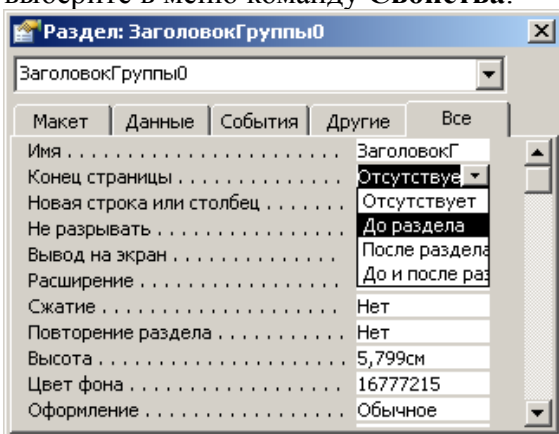 выберите в меню команду Свойства.
Раздел: ЗаголовокГруппы0
ЗаголовокГруппы0
Макет Данные События Другие Все
Имя . . . . . . . . . . . . . . . . . . . . . . . ЗаголовокГ
Конец страницы . . . . . . . . . . . . . . Отсутствуе
Новая строка или столбец . . . . . . . Отсутствует
Не разрывать . . . . . . . . . . . . . . . . До раздела
Вывод на экран . . . . . . . . . . . . . . После раздела
Расширение . . . . . . . . . . . . . . . . . До и после раз
Сжатие . . . . . . . . . . . . . . . . . . . . Нет
Повторение раздела . . . . . . . . . . . Нет
Высота . . . . . . . . . . . . . . . . . . . . 5,799см
Цвет фона . . . . . . . . . . . . . . . . . . 16777215
Оформление . . . . . . . . . . . . . . . . . Обычное